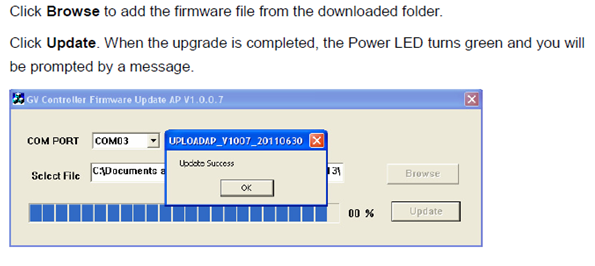 Click Browse to add the firmware file from the downloaded folder.
Click Update. When the upgrade is completed, the Power LED turns green and you will
be prompted by a message.
GV Controller Firmware Update AP V1.0.0.7
COM PORT COM03
UPLOADAP_V1007_20110630
Update Success
Select File C:\Documents a 13\
Browse
OK
00 % Update